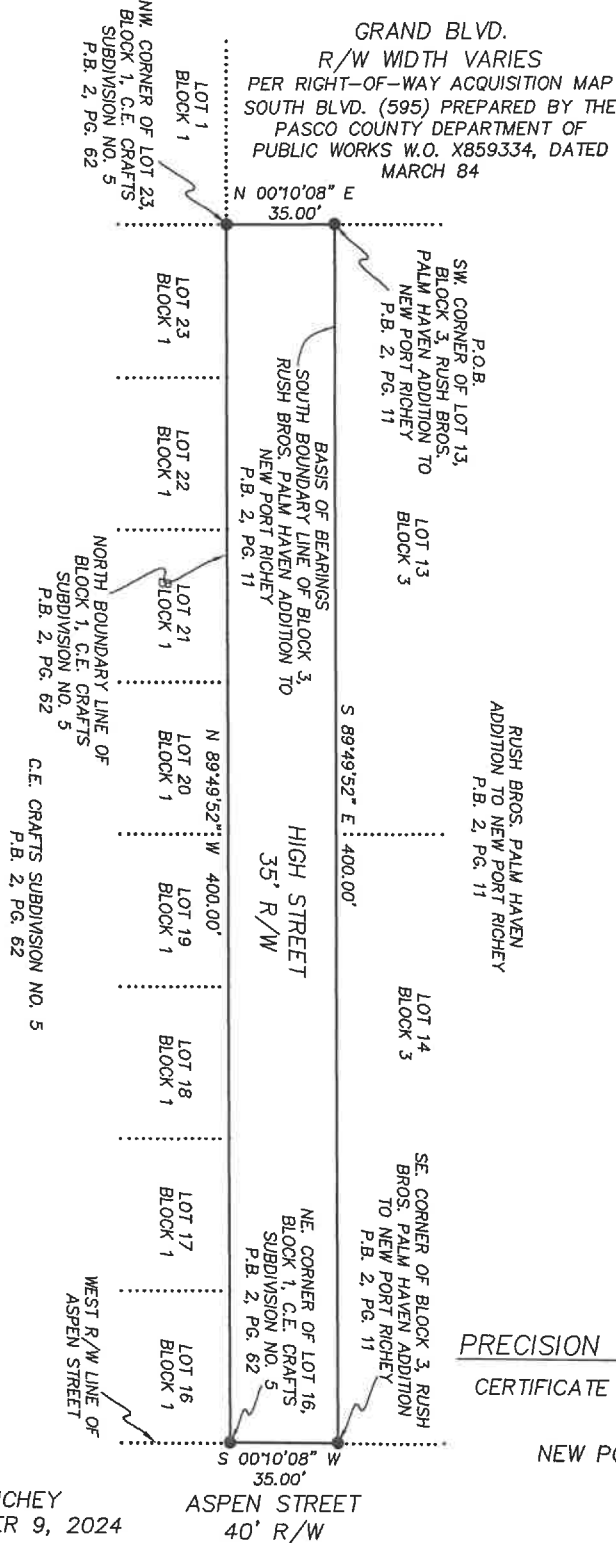 GRAND BLVD.
R/W WIDTH VARIES
PER RIGHT-OF-WAY ACQUISITION MAP
SOUTH BLVD. (595) PREPARED BY THE
PASCO COUNTY DEPARTMENT OF
PUBLIC WORKS W.O. X859334, DATED
MARCH 84
N 00°10'08" E
35.00'
P.O.B.
SW. CORNER OF LOT 13,
BLOCK 3, RUSH BROS.
PALM HAVEN ADDITION TO
NEW PORT RICHEY
P.B. 2, PG. 11
LOT 13
BLOCK 3
RUSH BROS. PALM HAVEN
ADDITION TO NEW PORT RICHEY
P.B. 2, PG. 11
LOT 14
BLOCK 3
SE. CORNER OF BLOCK 3, RUSH
BROS. PALM HAVEN ADDITION
TO NEW PORT RICHEY
P.B. 2, PG. 11
BASIS OF BEARINGS
SOUTH BOUNDARY LINE OF BLOCK 3,
RUSH BROS. PALM HAVEN ADDITION TO
NEW PORT RICHEY
P.B. 2, PG. 11
S 89°49'52" E 400.00'
HIGH STREET
35' R/W
N 89°49'52" W 400.00'
NE. CORNER OF LOT 16,
BLOCK 1, C.E. CRAFTS
SUBDIVISION NO. 5
P.B. 2, PG. 62
LOT 1
BLOCK 1
NW. CORNER OF LOT 23,
BLOCK 1, C.E. CRAFTS
SUBDIVISION NO. 5
P.B. 2, PG. 62
LOT 23
BLOCK 1
LOT 22
BLOCK 1
LOT 21
BLOCK 1
LOT 20
BLOCK 1
LOT 19
BLOCK 1
LOT 18
BLOCK 1
LOT 17
BLOCK 1
LOT 16
BLOCK 1
NORTH BOUNDARY LINE OF
BLOCK 1, C.E. CRAFTS
SUBDIVISION NO. 5
P.B. 2, PG. 62
C.E. CRAFTS SUBDIVISION NO. 5
P.B. 2, PG. 62
WEST R/W LINE OF
ASPEN STREET
S 00°10'08" W
35.00'
ASPEN STREET
40' R/W
PRECISION
CERTIFICATE
NEW PO
ICHEY
ER 9, 2024